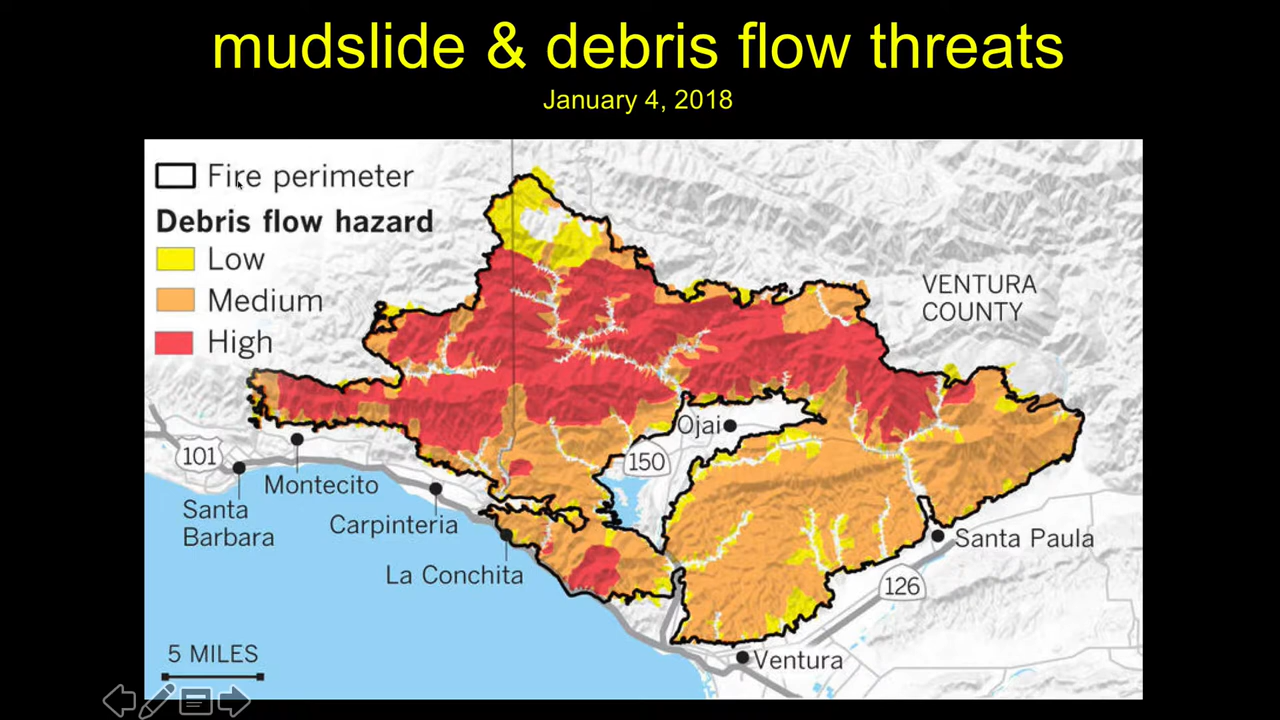 mudslide & debris flow threats
January 4, 2018
Fire perimeter
Debris flow hazard
Low
Medium
High
VENTURA
COUNTY
Ojai
150
101
Montecito
Santa
Barbara
Carpinteria
La Conchita
Santa Paula
126
Ventura
5 MILES